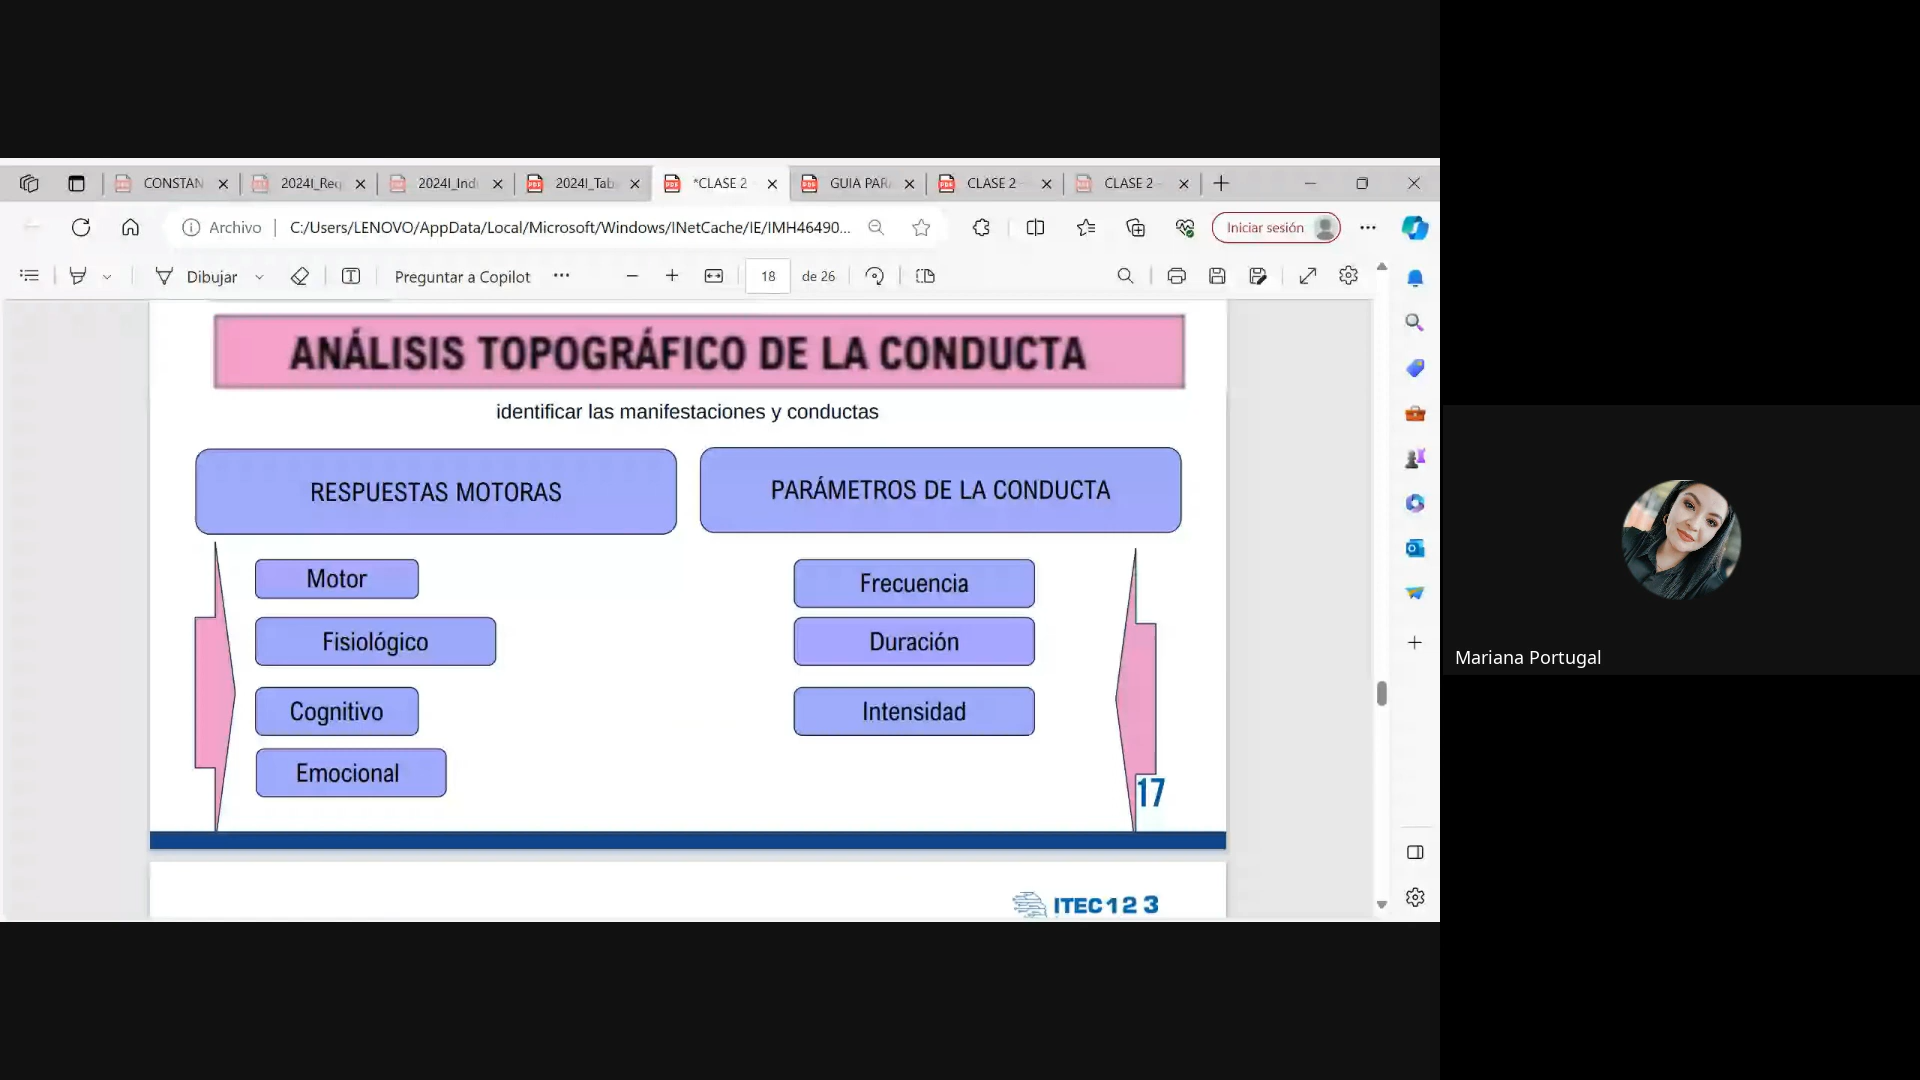 CONSTAN
2024I_Req
2024I_Indi
2024I_Tab
*CLASE 2
GUIA PAR
CLASE 2 -
CLASE 2 -
Archivo
C:/Users/LENOVO/AppData/Local/Microsoft/Windows/INetCache/IE/IMH46490...
Iniciar sesión
Dibujar
Preguntar a Copilot
18
de 26
ANÁLISIS TOPOGRÁFICO DE LA CONDUCTA
identificar las manifestaciones y conductas
RESPUESTAS MOTORAS
PARÁMETROS DE LA CONDUCTA
Motor
Fisiológico
Cognitivo
Emocional
Frecuencia
Duración
Intensidad
17
ITEC 1 2 3
Mariana Portugal